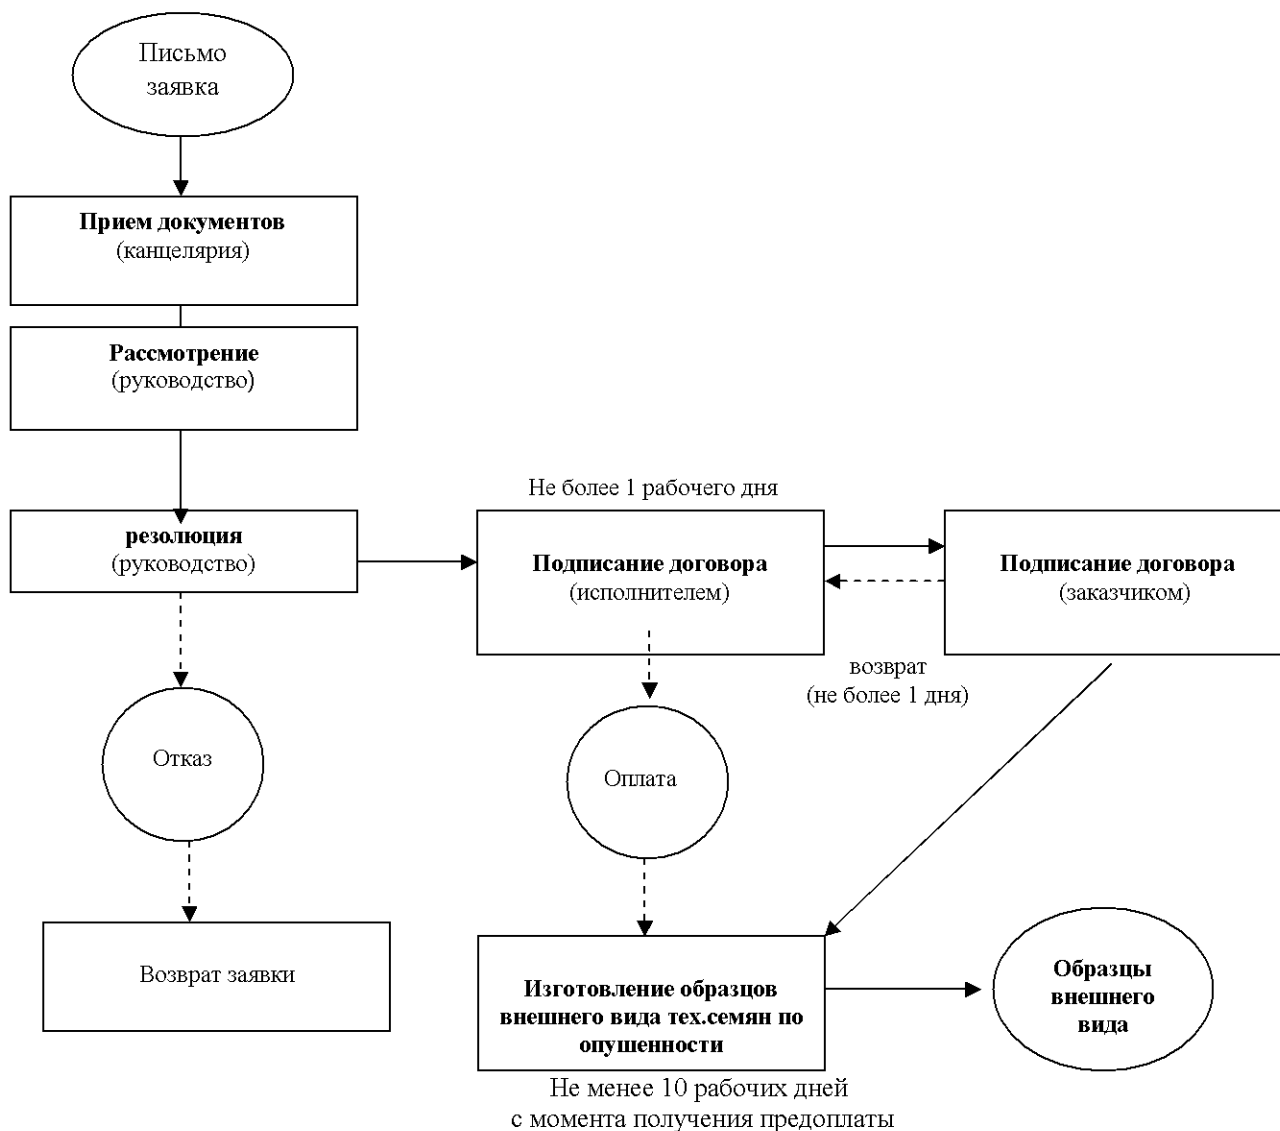 Письмо
заявка
Прием документов
(канцелярия)
Рассмотрение
(руководство)
резолюция
(руководство)
Не более 1 рабочего дня
Подписание договора
(исполнителем)
Подписание договора
(заказчиком)
возврат
(не более 1 дня)
Отказ
Оплата
Возврат заявки
Изготовление образцов
внешнего вида тех.семян по
опушенности
Образцы
внешнего
вида
Не менее 10 рабочих дней
с момента получения предоплаты